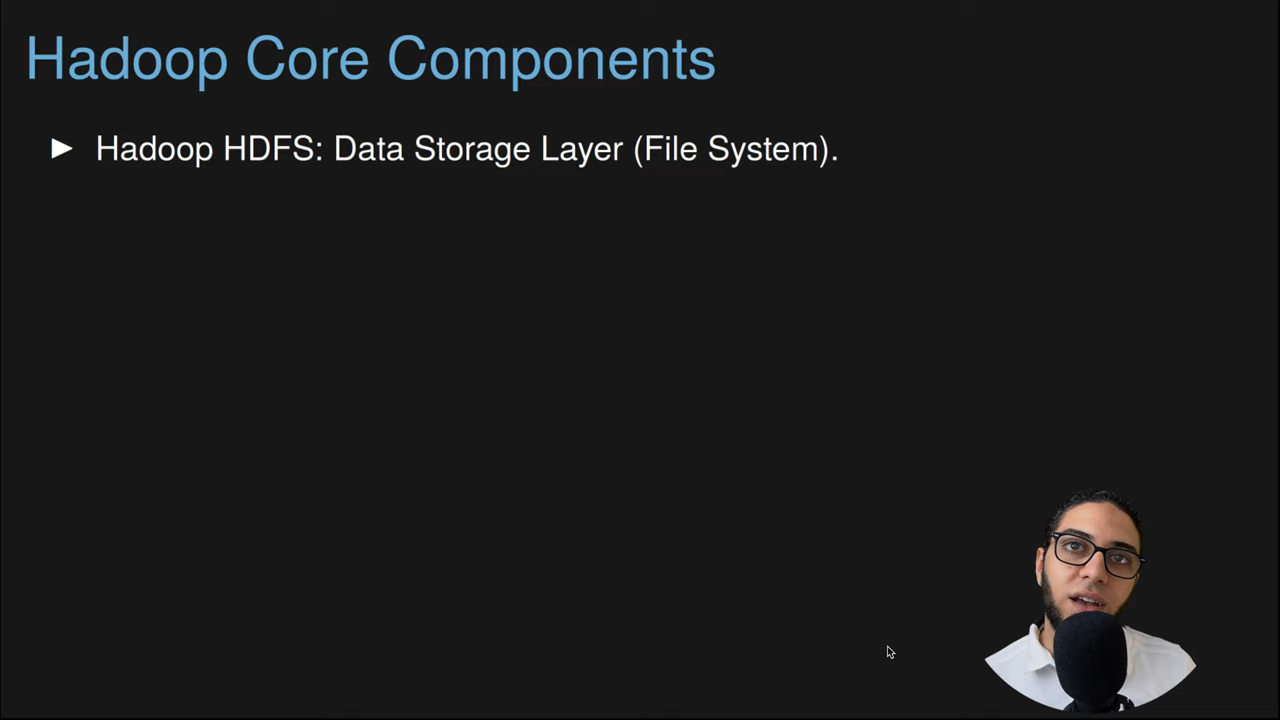 Hadoop Core Components
► Hadoop HDFS: Data Storage Layer (File System).